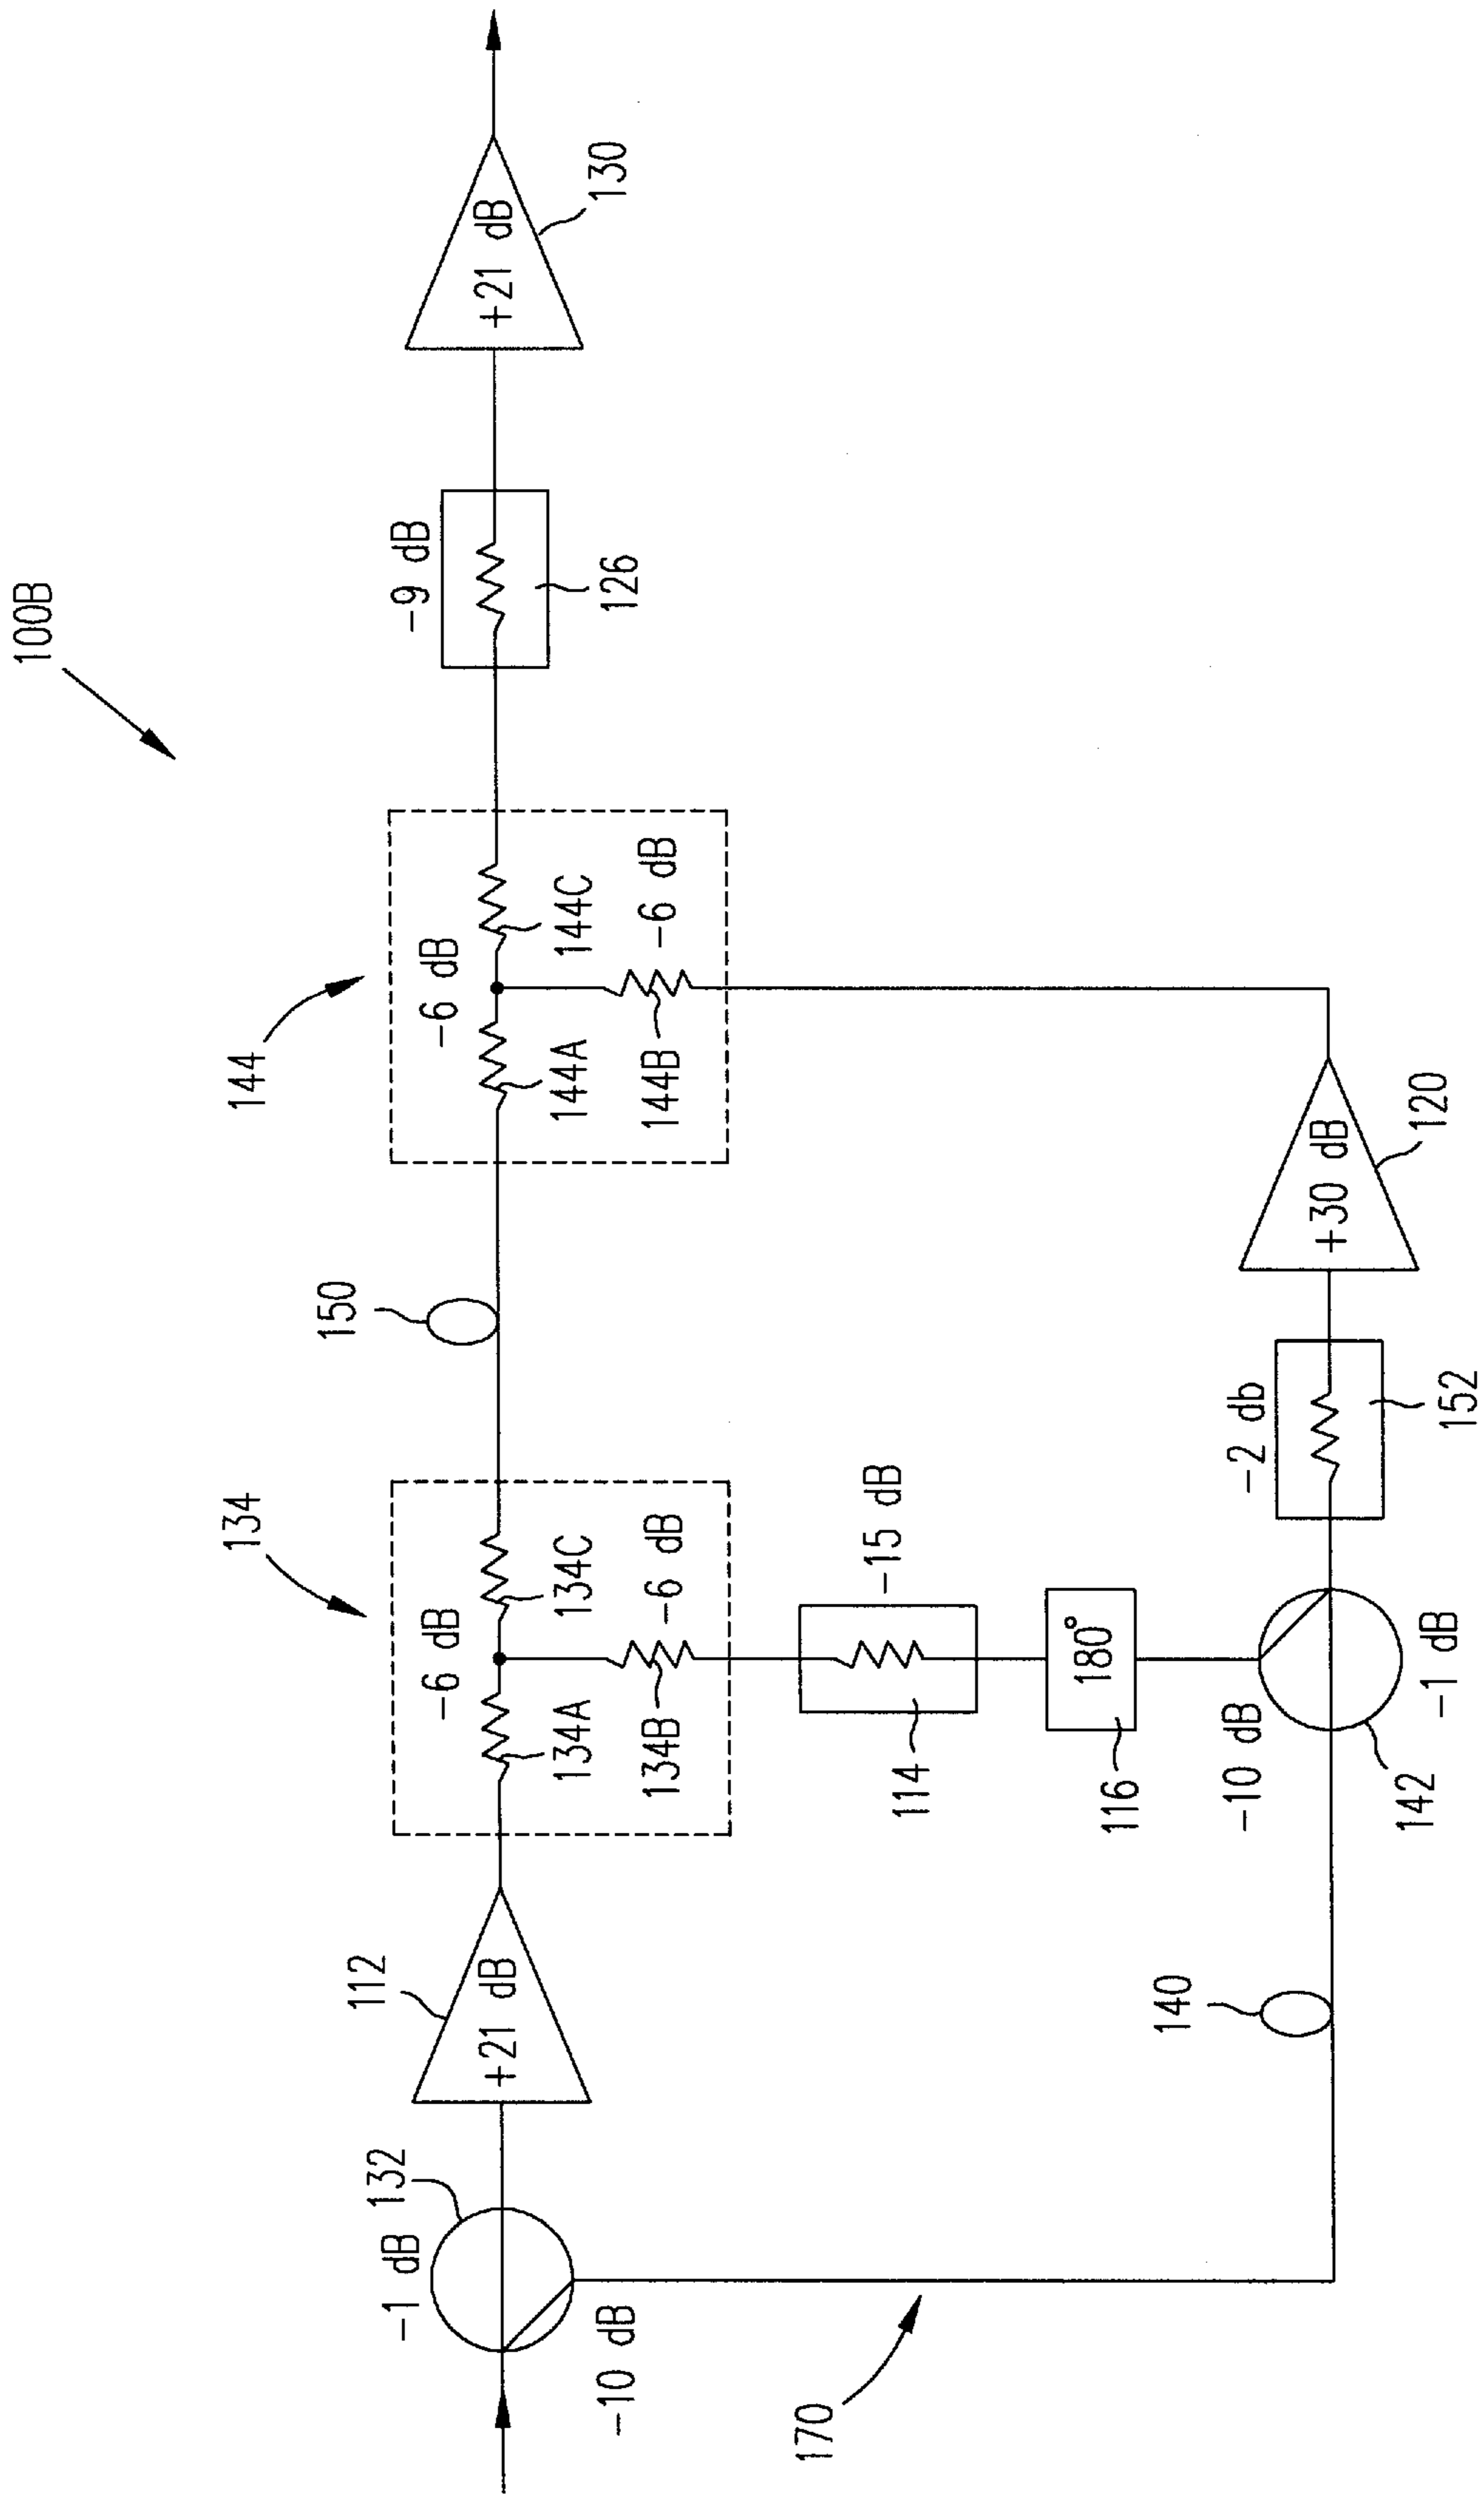 100B
144
-6 dB
144A
144C
144B
-6 dB
-9 dB
126
+21 dB
130
134
-6 dB
134A
134C
134B
-6 dB
150
112
+21 dB
-1 dB
132
-10 dB
170
-15 dB
114
180°
116
140
-10 dB
142
-1 dB
-2 db
152
+30 dB
120